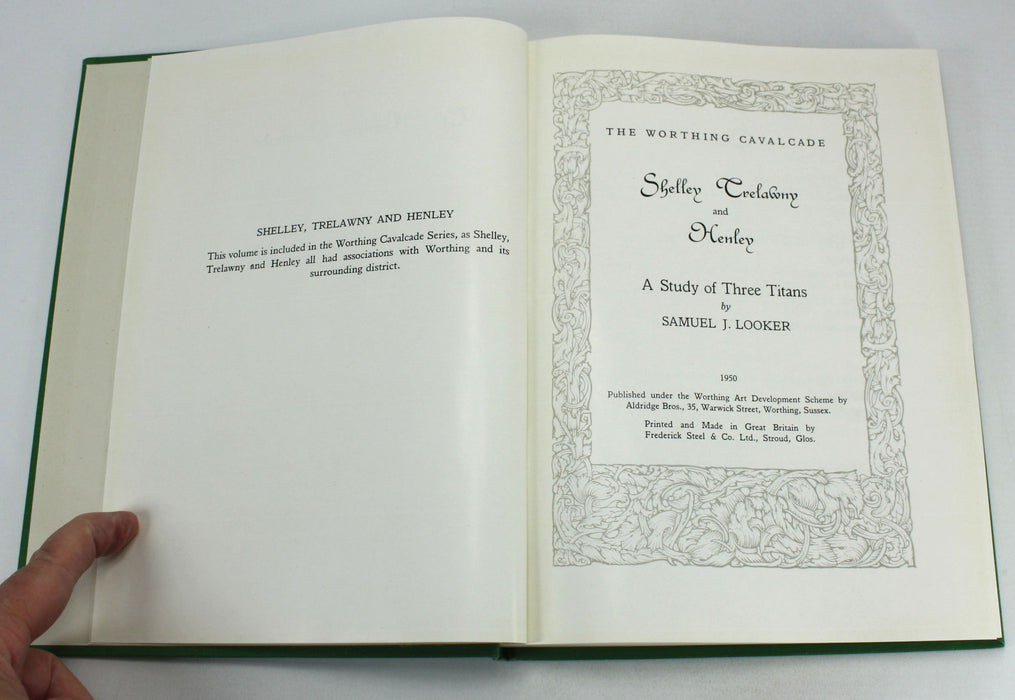 SHELLEY, TRELAWNY AND HENLEY
This volume is included in the Worthing Cavalcade Series, as Shelley,
Trelawny and Henley all had associations with Worthing and its
surrounding district.
THE WORTHING CAVALCADE
Shelley Trelawny
and
Henley
A Study of Three Titans
by
SAMUEL J. LOOKER
1950
Published under the Worthing Art Development Scheme by
Aldridge Bros., 35, Warwick Street, Worthing, Sussex.
Printed and Made in Great Britain by
Frederick Steel & Co. Ltd., Stroud, Glos.